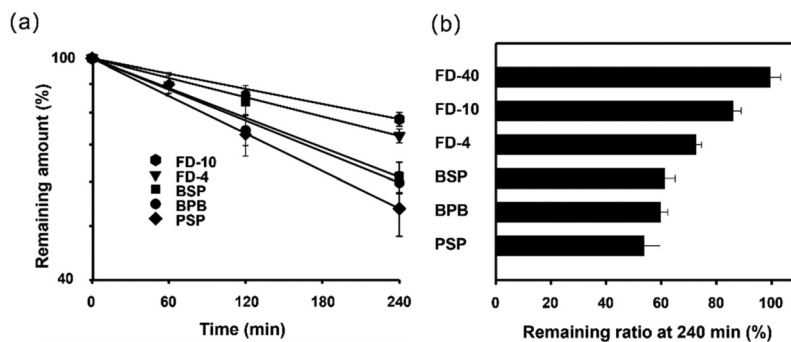 (a)
100
40
Remaining amount (%)
FD-10
FD-4
BSP
BPB
PSP
0
60
120
180
240
Time (min)
(b)
FD-40
FD-10
FD-4
BSP
BPB
PSP
0
20
40
60
80
100
Remaining ratio at 240 min (%)